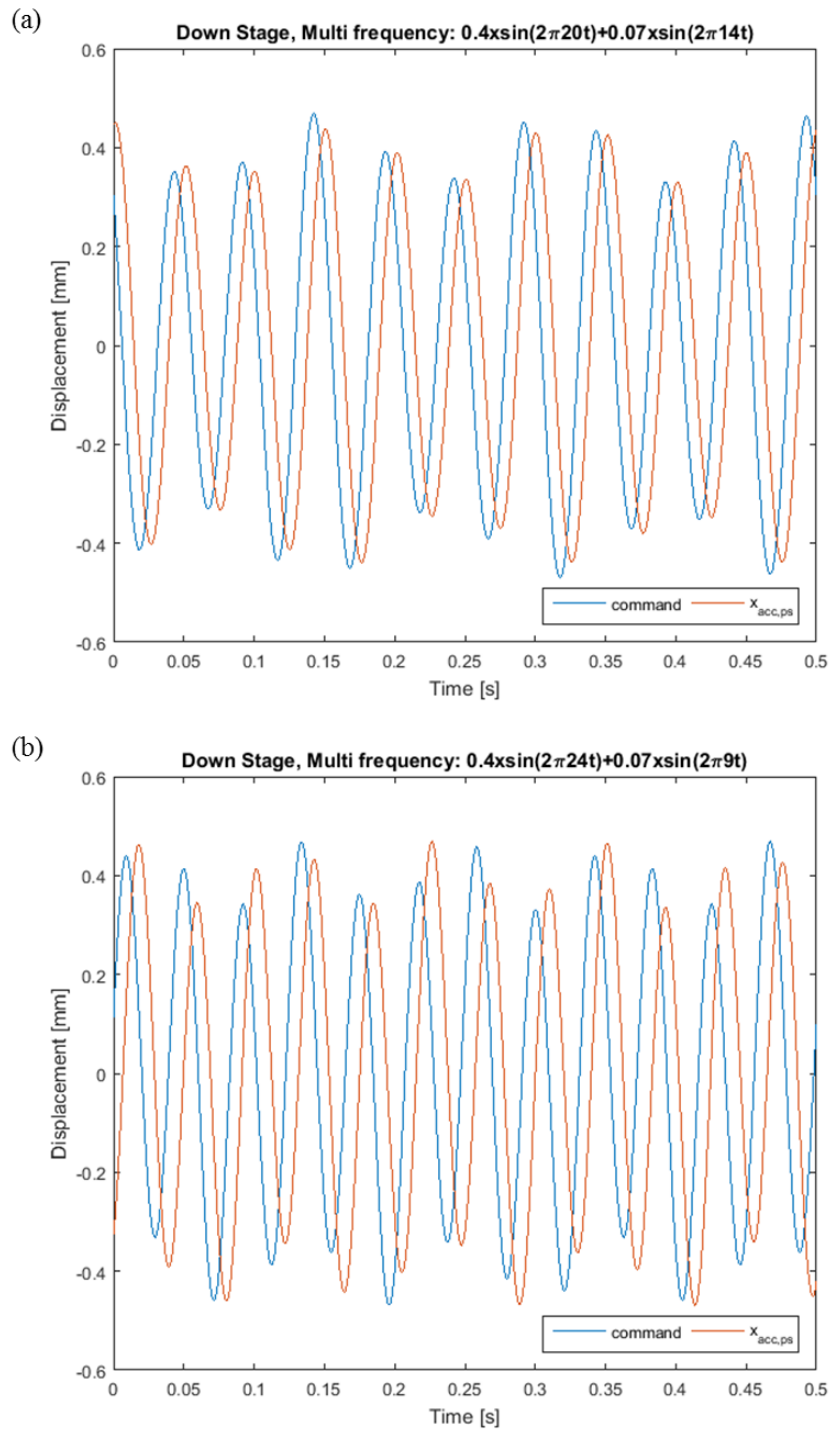 (a)
Down Stage, Multi frequency: 0.4xsin(2π20t)+0.07xsin(2π14t)
0.6
0.4
0.2
0
-0.2
-0.4
-0.6
Displacement [mm]
command x_acc,ps
0 0.05 0.1 0.15 0.2 0.25 0.3 0.35 0.4 0.45 0.5
Time [s]
(b)
Down Stage, Multi frequency: 0.4xsin(2π24t)+0.07xsin(2π9t)
0.6
0.4
0.2
0
-0.2
-0.4
-0.6
Displacement [mm]
command x_acc,ps
0 0.05 0.1 0.15 0.2 0.25 0.3 0.35 0.4 0.45 0.5
Time [s]